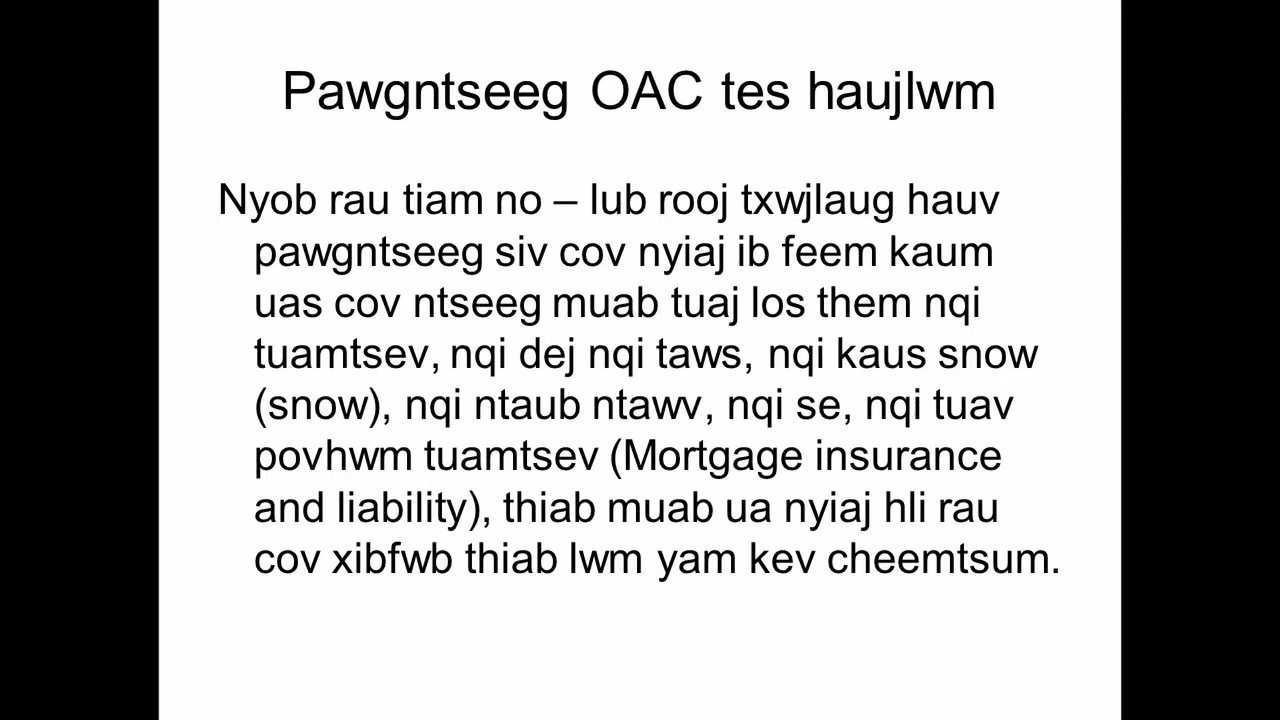 Pawgntseeg OAC tes haujlwm
Nyob rau tiam no – lub rooj txwjlaug hauv
pawgntseeg siv cov nyiaj ib feem kaum
uas cov ntseeg muab tuaj los them nqi
tuamtsev, nqi dej nqi taws, nqi kaus snow
(snow), nqi ntaub ntawv, nqi se, nqi tuav
povhwm tuamtsev (Mortgage insurance
and liability), thiab muab ua nyiaj hli rau
cov xibfwb thiab lwm yam kev cheemtsum.